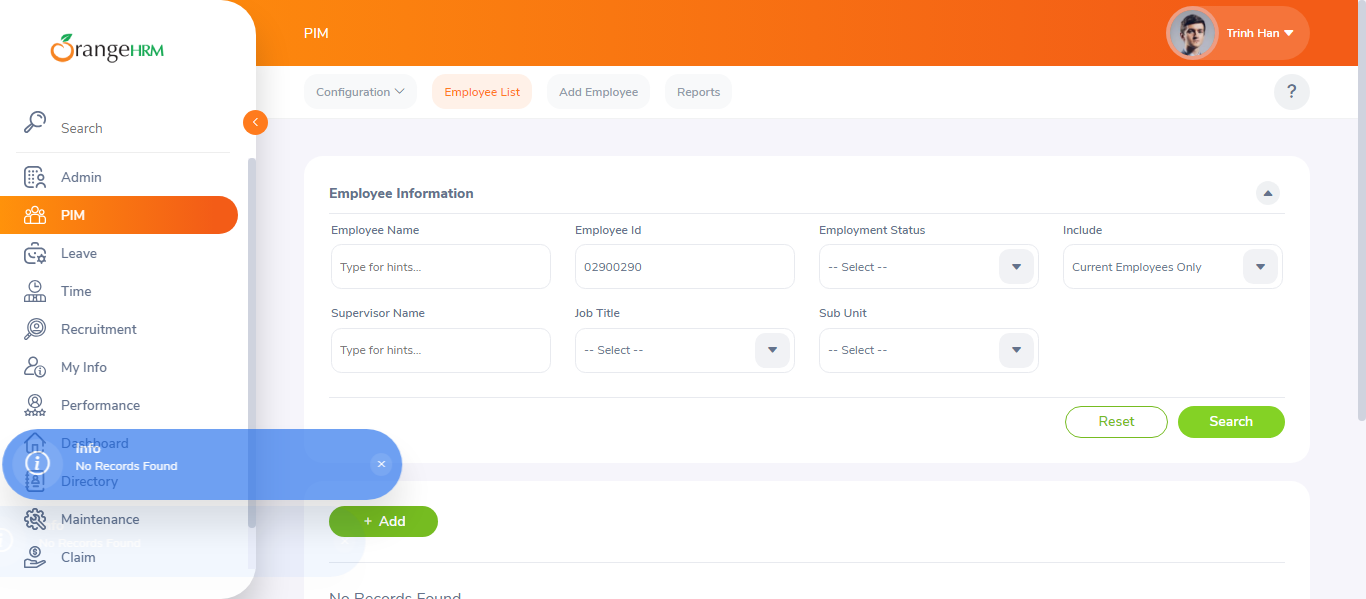 OrangeHRM
PIM
Trinh Han
Configuration
Employee List
Add Employee
Reports
?
Search
Admin
PIM
Leave
Time
Recruitment
My Info
Performance
Dashboard
Directory
Maintenance
Claim
Info
No Records Found
No Records Found
Employee Information
Employee Name
Employee Id
Employment Status
Include
Type for hints...
02900290
-- Select --
Current Employees Only
Supervisor Name
Job Title
Sub Unit
Type for hints...
-- Select --
-- Select --
Reset
Search
+ Add
No Records Found